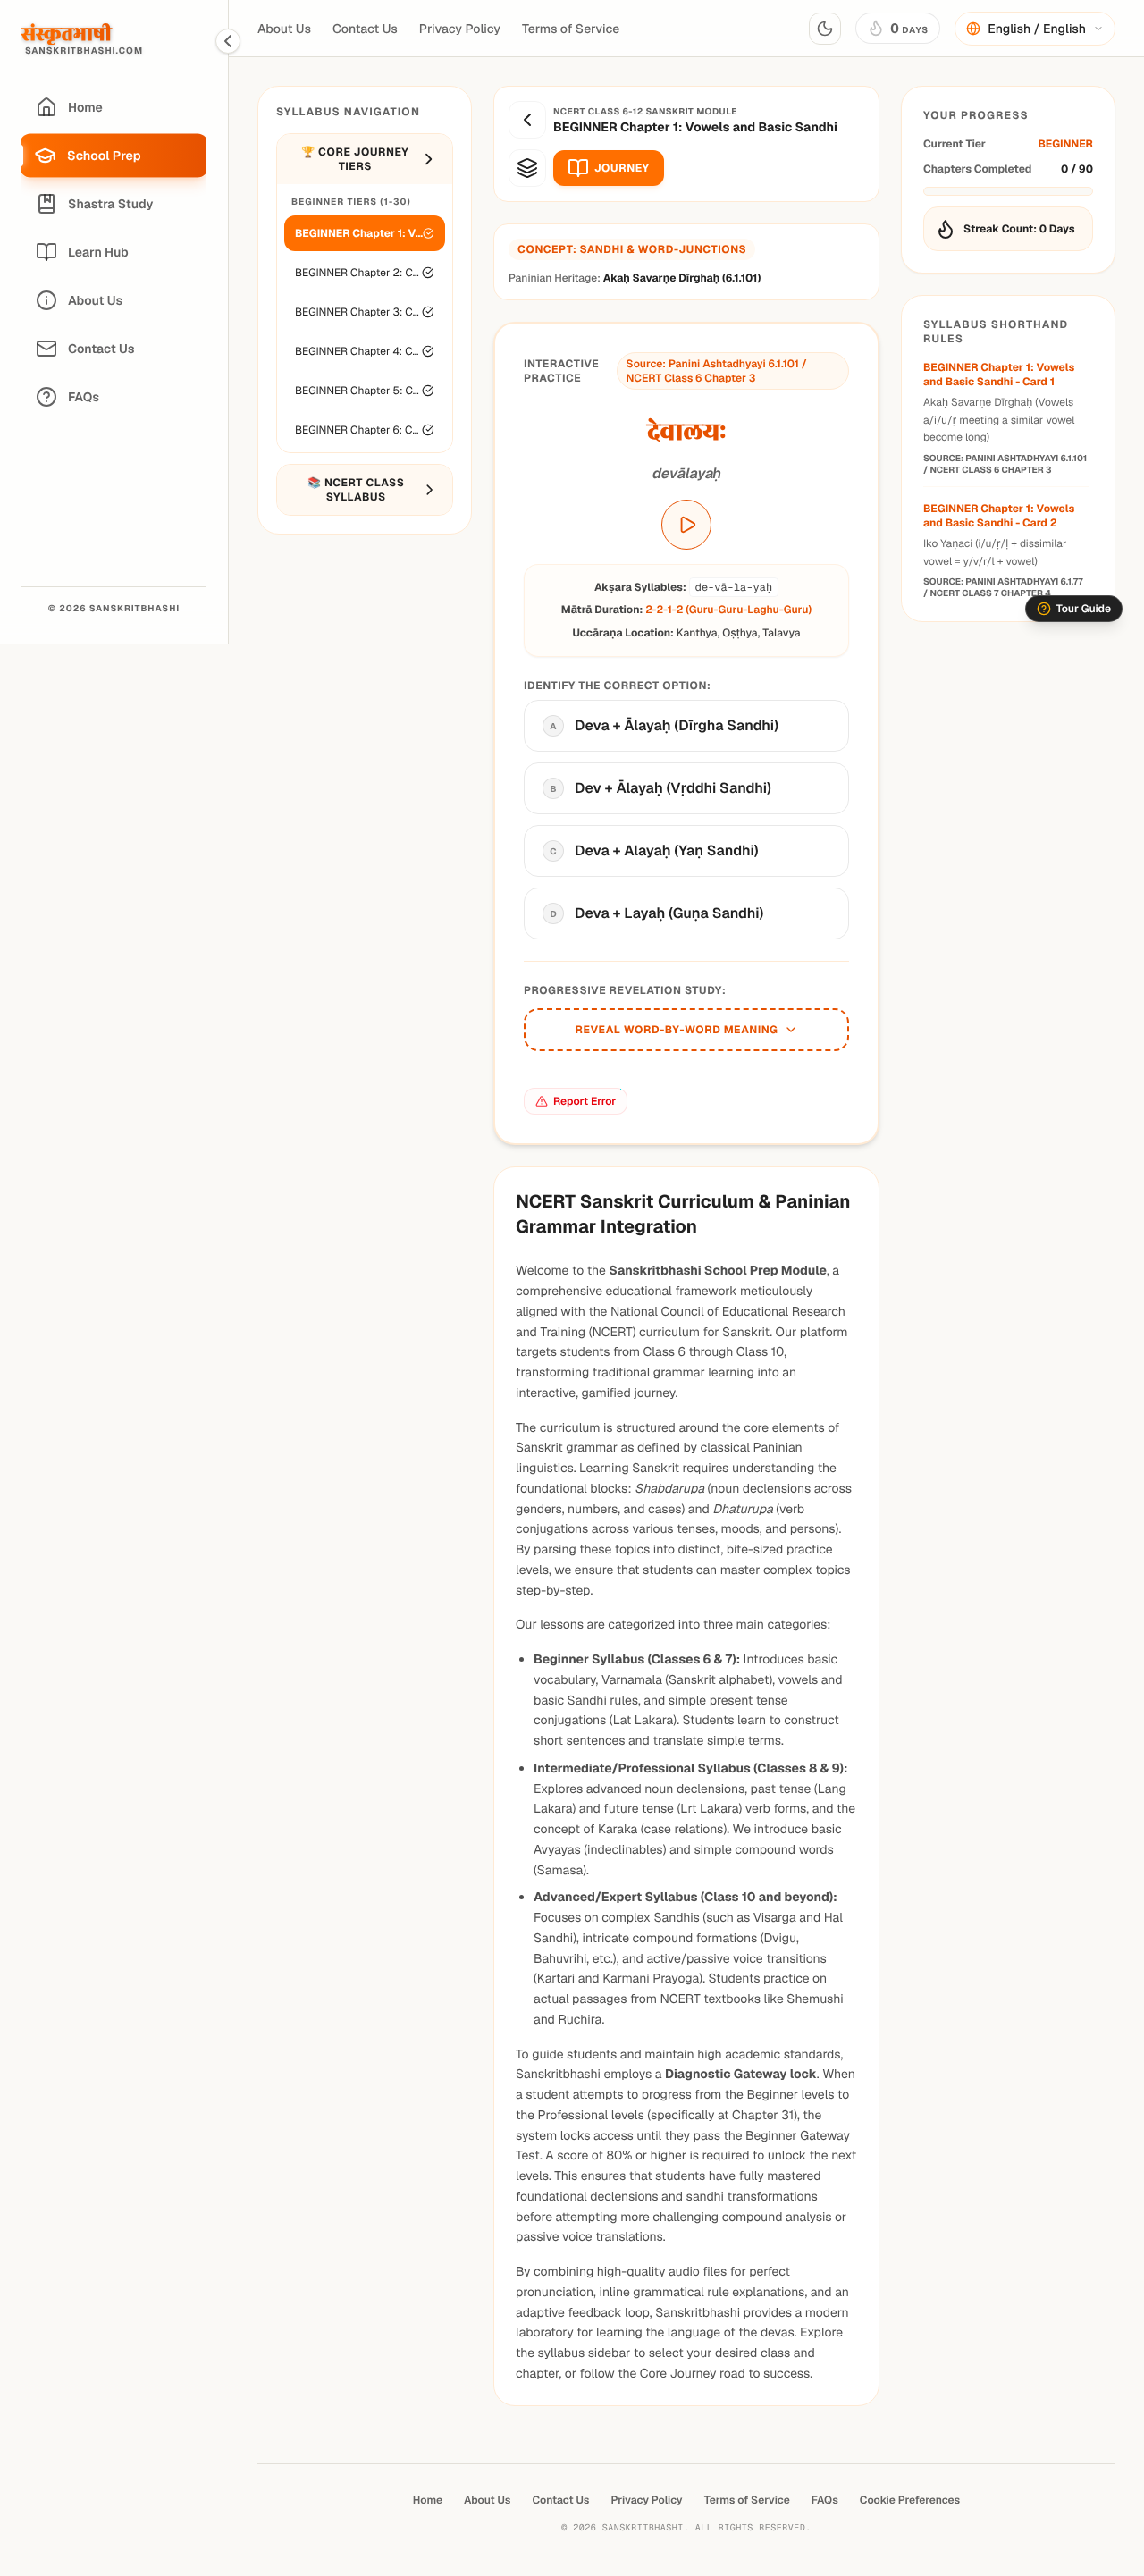 संस्कृतभाषी
SANSKRITBHASHI.COM
Home
School Prep
Shastra Study
Learn Hub
About Us
Contact Us
FAQs
© 2026 SANSKRITBHASHI
About Us
Contact Us
Privacy Policy
Terms of Service
0 DAYS
English / English
SYLLABUS NAVIGATION
🏆 CORE JOURNEY
TIERS
BEGINNER TIERS (1-30)
BEGINNER Chapter 1: V...
BEGINNER Chapter 2: C...
BEGINNER Chapter 3: C...
BEGINNER Chapter 4: C...
BEGINNER Chapter 5: C...
BEGINNER Chapter 6: C...
📚 NCERT CLASS
SYLLABUS
NCERT CLASS 6-12 SANSKRIT MODULE
BEGINNER Chapter 1: Vowels and Basic Sandhi
JOURNEY
CONCEPT: SANDHI & WORD-JUNCTIONS
Paninian Heritage: Akaḥ Savarṇe Dīrghaḥ (6.1.101)
INTERACTIVE
PRACTICE
Source: Panini Ashtadhyayi 6.1.101 /
NCERT Class 6 Chapter 3
देवालयः
devālayaḥ
Akṣara Syllables: de-vā-la-yaḥ
Mātrā Duration: 2-2-1-2 (Guru-Guru-Laghu-Guru)
Uccāraṇa Location: Kanthya, Oṣṭhya, Talavya
IDENTIFY THE CORRECT OPTION:
A Deva + Ālayaḥ (Dīrgha Sandhi)
B Dev + Ālayaḥ (Vṛddhi Sandhi)
C Deva + Alayaḥ (Yaṇ Sandhi)
D Deva + Layaḥ (Guṇa Sandhi)
PROGRESSIVE REVELATION STUDY:
REVEAL WORD-BY-WORD MEANING
Report Error
NCERT Sanskrit Curriculum & Paninian
Grammar Integration
Welcome to the Sanskritbhashi School Prep Module, a
comprehensive educational framework meticulously
aligned with the National Council of Educational Research
and Training (NCERT) curriculum for Sanskrit. Our platform
targets students from Class 6 through Class 10,
transforming traditional grammar learning into an
interactive, gamified journey.
The curriculum is structured around the core elements of
Sanskrit grammar as defined by classical Paninian
linguistics. Learning Sanskrit requires understanding the
foundational blocks: Shabdarupa (noun declensions across
genders, numbers, and cases) and Dhaturupa (verb
conjugations across various tenses, moods, and persons).
By parsing these topics into distinct, bite-sized practice
levels, we ensure that students can master complex topics
step-by-step.
Our lessons are categorized into three main categories:
• Beginner Syllabus (Classes 6 & 7): Introduces basic
vocabulary, Varnamala (Sanskrit alphabet), vowels and
basic Sandhi rules, and simple present tense
conjugations (Lat Lakara). Students learn to construct
short sentences and translate simple terms.
• Intermediate/Professional Syllabus (Classes 8 & 9):
Explores advanced noun declensions, past tense (Lang
Lakara) and future tense (Lrt Lakara) verb forms, and the
concept of Karaka (case relations). We introduce basic
Avyayas (indeclinables) and simple compound words
(Samasa).
• Advanced/Expert Syllabus (Class 10 and beyond):
Focuses on complex Sandhis (such as Visarga and Hal
Sandhi), intricate compound formations (Dvigu,
Bahuvrihi, etc.), and active/passive voice transitions
(Kartari and Karmani Prayoga). Students practice on
actual passages from NCERT textbooks like Shemushi
and Ruchira.
To guide students and maintain high academic standards,
Sanskritbhashi employs a Diagnostic Gateway lock. When
a student attempts to progress from the Beginner levels to
the Professional levels (specifically at Chapter 31), the
system locks access until they pass the Beginner Gateway
Test. A score of 80% or higher is required to unlock the next
levels. This ensures that students have fully mastered
foundational declensions and sandhi transformations
before attempting more challenging compound analysis or
passive voice translations.
By combining high-quality audio files for perfect
pronunciation, inline grammatical rule explanations, and an
adaptive feedback loop, Sanskritbhashi provides a modern
laboratory for learning the language of the devas. Explore
the syllabus sidebar to select your desired class and
chapter, or follow the Core Journey road to success.
YOUR PROGRESS
Current Tier BEGINNER
Chapters Completed 0 / 90
Streak Count: 0 Days
SYLLABUS SHORTHAND
RULES
BEGINNER Chapter 1: Vowels
and Basic Sandhi - Card 1
Akaḥ Savarṇe Dīrghaḥ (Vowels
a/i/u/ṛ meeting a similar vowel
become long)
SOURCE: PANINI ASHTADHYAYI 6.1.101
/ NCERT CLASS 6 CHAPTER 3
BEGINNER Chapter 1: Vowels
and Basic Sandhi - Card 2
Iko Yaṇaci (i/u/ṛ/ḷ + dissimilar
vowel = y/v/r/l + vowel)
SOURCE: PANINI ASHTADHYAYI 6.1.77
/ NCERT CLASS 7 CHAPTER 4
Tour Guide
Home
About Us
Contact Us
Privacy Policy
Terms of Service
FAQs
Cookie Preferences
© 2026 SANSKRITBHASHI. ALL RIGHTS RESERVED.